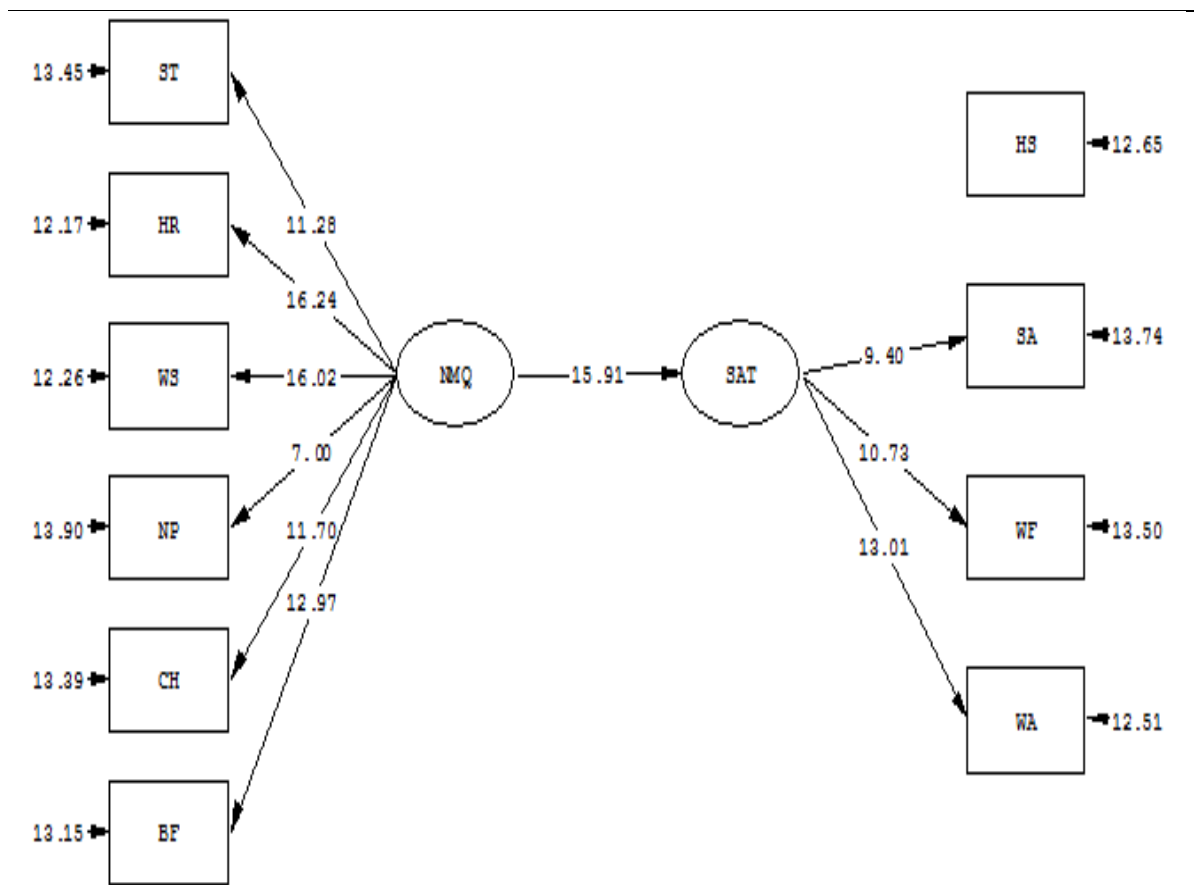 13.45 ST
HS 12.65
12.17 HR 11.28
16.24
SA 13.74
12.26 WS 16.02 NMQ 15.91 SAT 9.40
7.00 10.73
13.90 NP 11.70 WF 13.50
13.01
12.97
13.39 CH
WA 12.51
13.15 BF